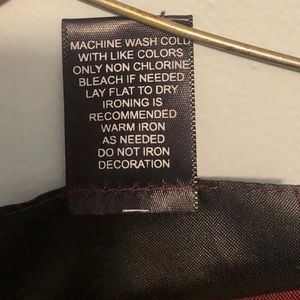 MACHINE WASH COLD
WITH LIKE COLORS
ONLY NON CHLORINE
BLEACH IF NEEDED
LAY FLAT TO DRY
IRONING IS
RECOMMENDED
WARM IRON
AS NEEDED
DO NOT IRON
DECORATION